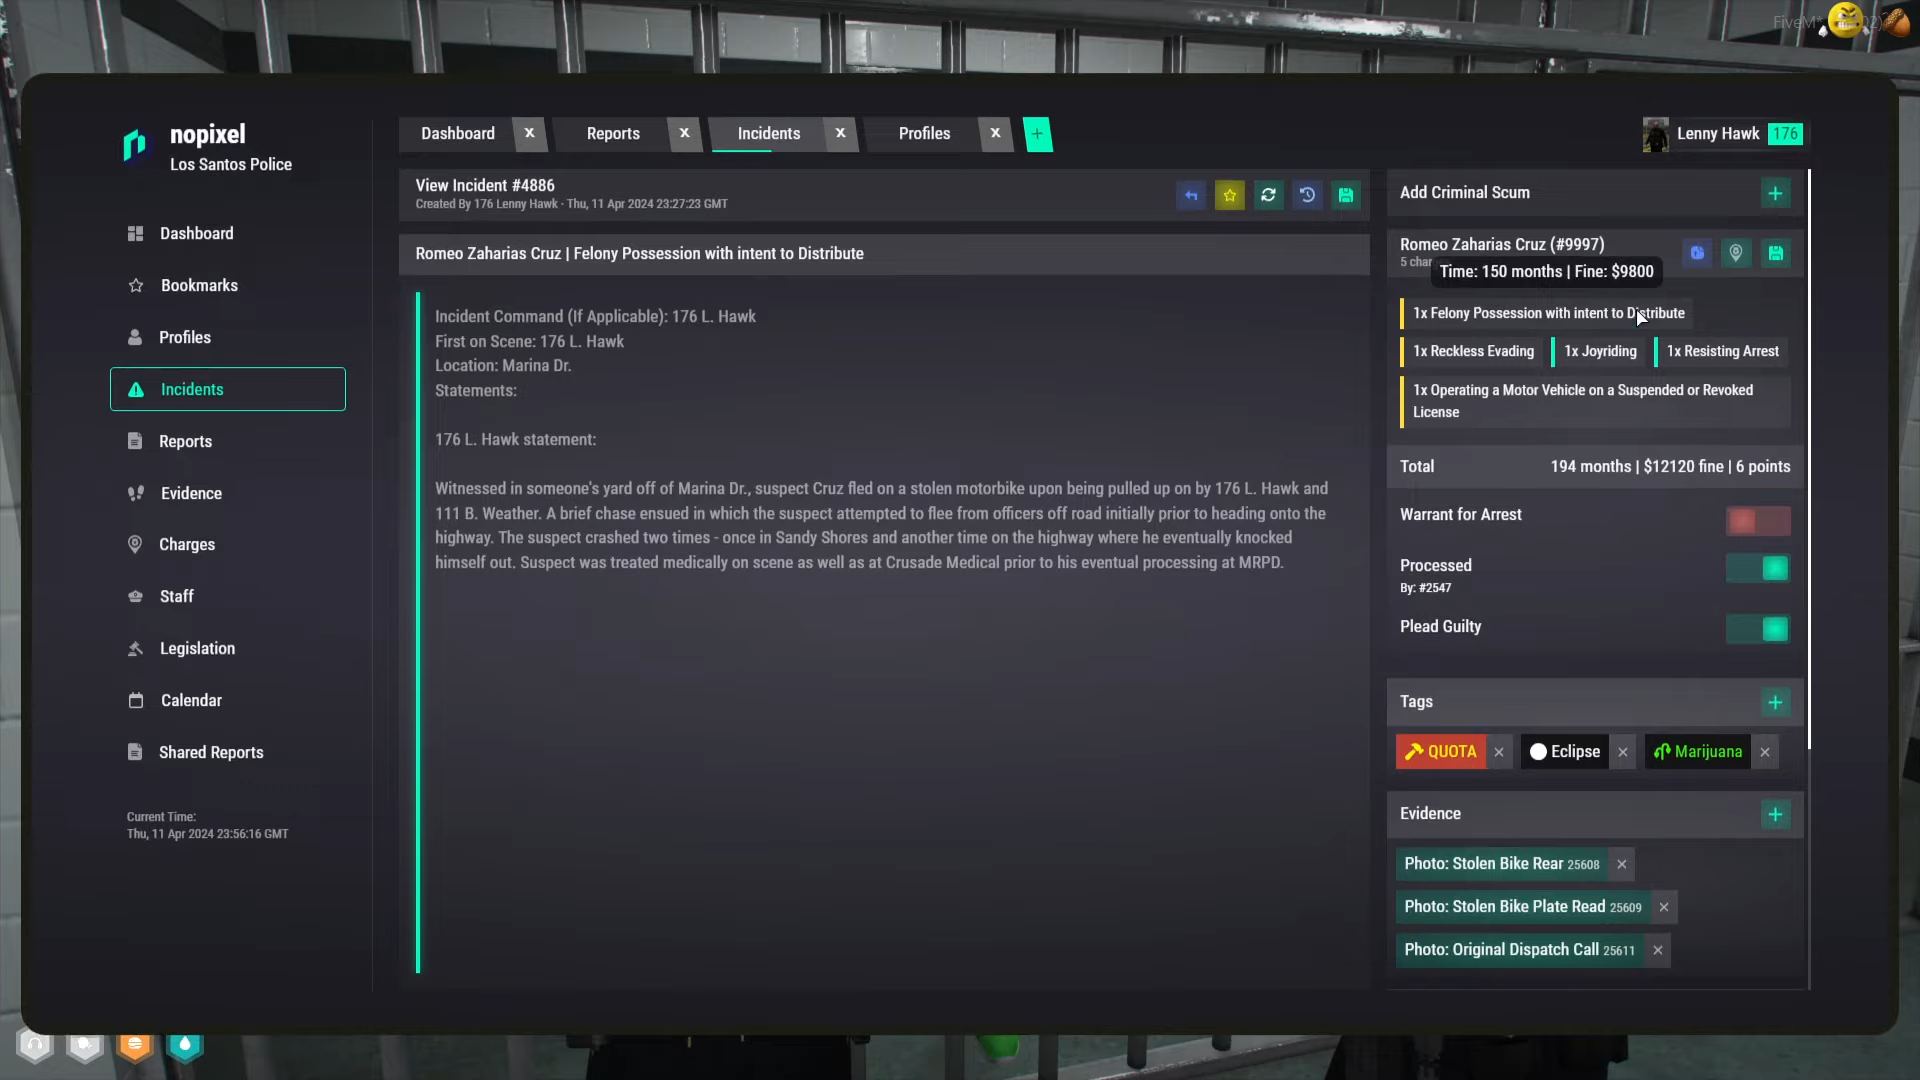 FiveM*
nopixel
Los Santos Police
Dashboard
Bookmarks
Profiles
Incidents
Reports
Evidence
Charges
Staff
Legislation
Calendar
Shared Reports
Current Time:
Thu, 11 Apr 2024 23:56:16 GMT
Dashboard x Reports x Incidents x Profiles x +
Lenny Hawk 176
View Incident #4886
Created By 176 Lenny Hawk · Thu, 11 Apr 2024 23:27:23 GMT
Romeo Zaharias Cruz | Felony Possession with intent to Distribute
Incident Command (If Applicable): 176 L. Hawk
First on Scene: 176 L. Hawk
Location: Marina Dr.
Statements:
176 L. Hawk statement:
Witnessed in someone's yard off of Marina Dr., suspect Cruz fled on a stolen motorbike upon being pulled up on by 176 L. Hawk and
111 B. Weather. A brief chase ensued in which the suspect attempted to flee from officers off road initially prior to heading onto the
highway. The suspect crashed two times - once in Sandy Shores and another time on the highway where he eventually knocked
himself out. Suspect was treated medically on scene as well as at Crusade Medical prior to his eventual processing at MRPD.
Add Criminal Scum +
Romeo Zaharias Cruz (#9997)
5 char
Time: 150 months | Fine: $9800
1x Felony Possession with intent to Distribute
1x Reckless Evading 1x Joyriding 1x Resisting Arrest
1x Operating a Motor Vehicle on a Suspended or Revoked
License
Total 194 months | $12120 fine | 6 points
Warrant for Arrest
Processed
By: #2547
Plead Guilty
Tags +
QUOTA × Eclipse × Marijuana ×
Evidence +
Photo: Stolen Bike Rear 25608 ×
Photo: Stolen Bike Plate Read 25609 ×
Photo: Original Dispatch Call 25611 ×